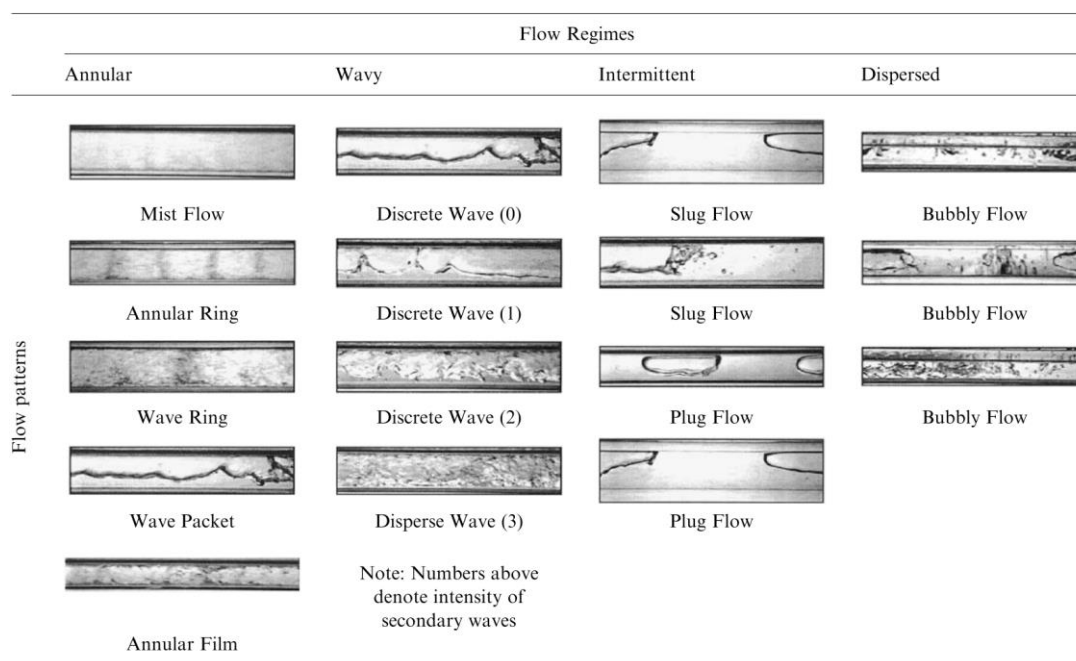 Flow Regimes
Annular Wavy Intermittent Dispersed
Flow patterns
Mist Flow Discrete Wave (0) Slug Flow Bubbly Flow
Annular Ring Discrete Wave (1) Slug Flow Bubbly Flow
Wave Ring Discrete Wave (2) Plug Flow Bubbly Flow
Wave Packet Disperse Wave (3) Plug Flow
Annular Film
Note: Numbers above
denote intensity of
secondary waves